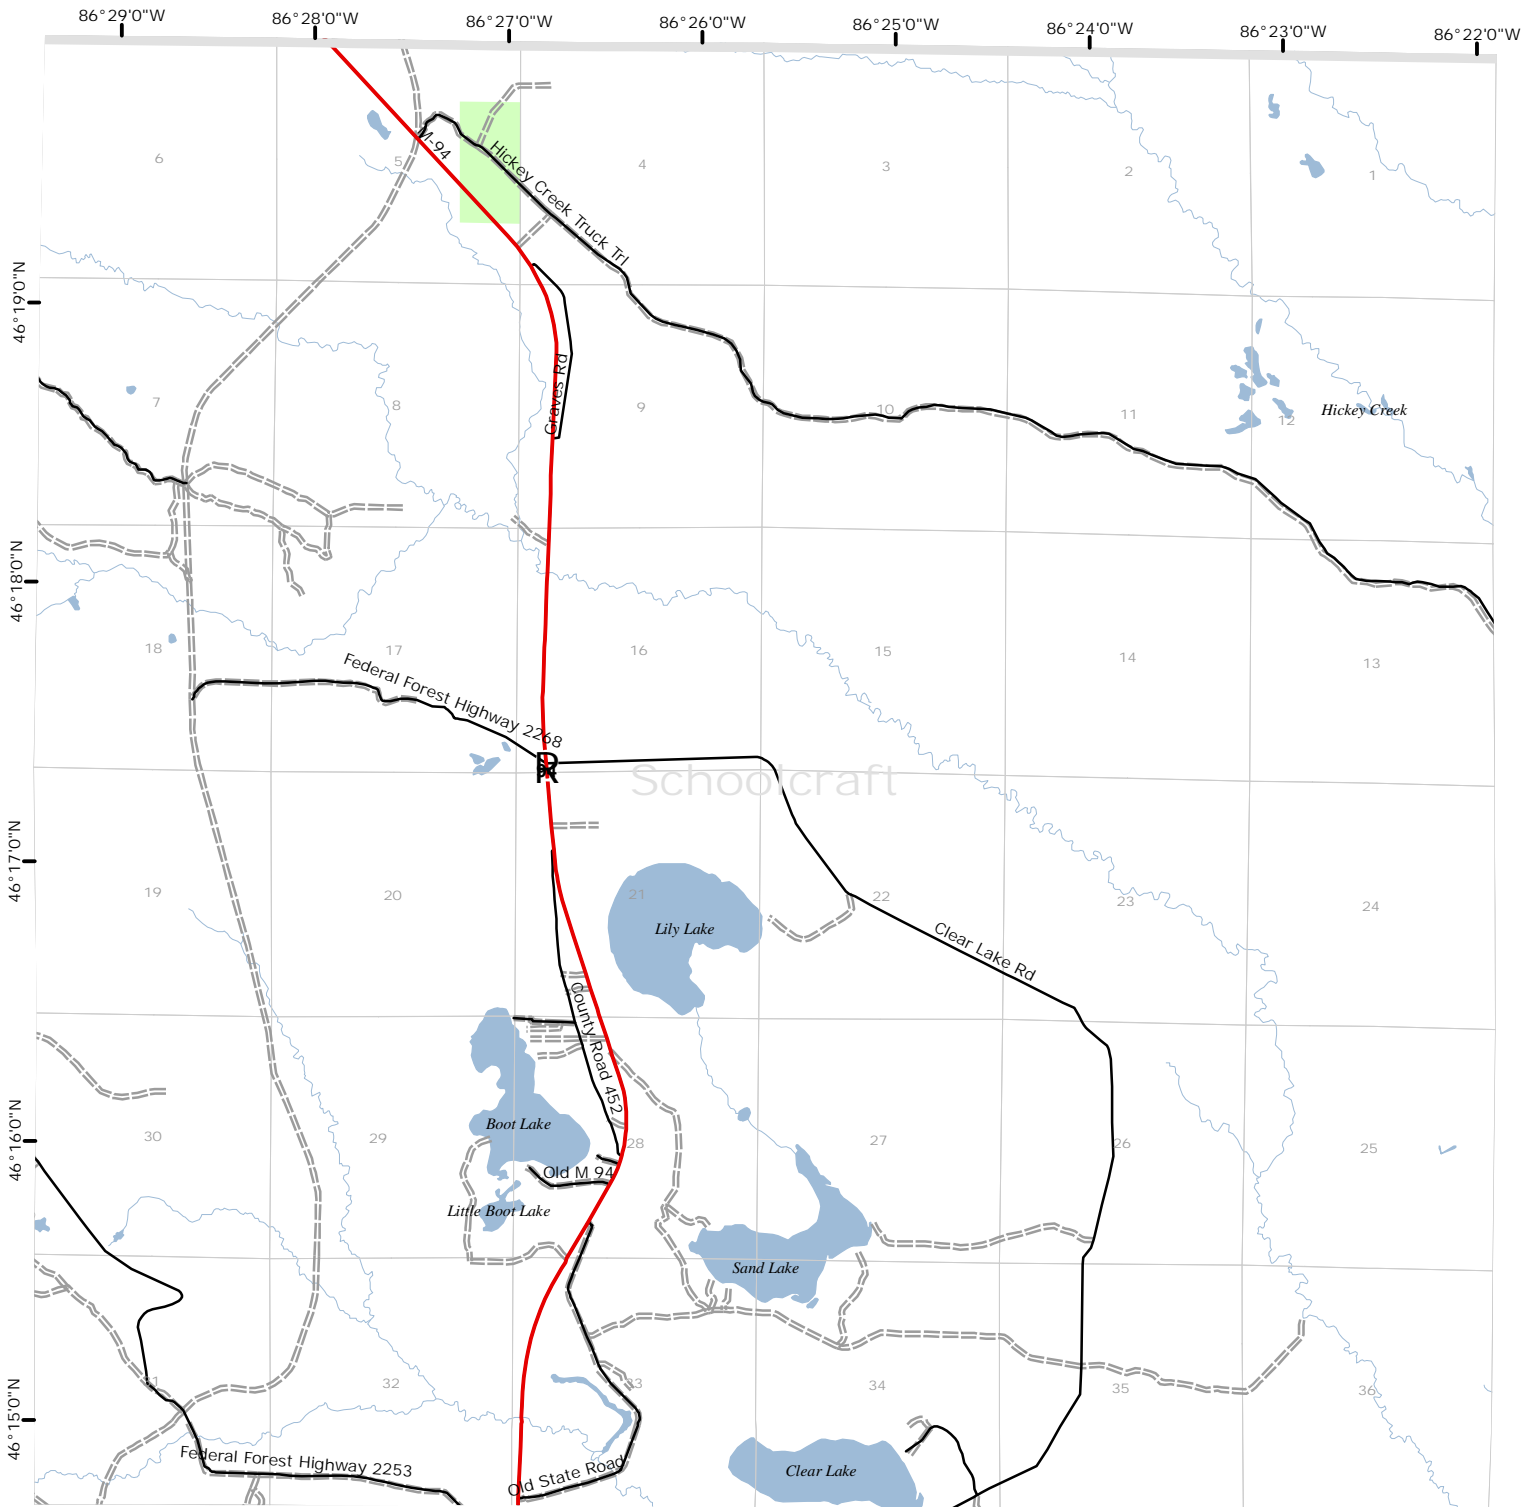 86°29'0"W
86°28'0"W
86°27'0"W
86°26'0"W
86°25'0"W
86°24'0"W
86°23'0"W
86°22'0"W
6
5
M-94
Hickey Creek Truck Trl
4
3
2
1
46°19'0"N
7
8
Graves Rd
9
10
11
12
Hickey Creek
46°18'0"N
18
17
16
15
14
13
Federal Forest Highway 2268
R
Schoolcraft
46°17'0"N
19
20
21
22
23
24
Lily Lake
Clear Lake Rd
County Road 452
46°16'0"N
30
29
Boot Lake
28
27
26
25
Old M 94
Little Boot Lake
Sand Lake
46°15'0"N
31
32
33
34
35
36
Federal Forest Highway 2253
Old State Road
Clear Lake